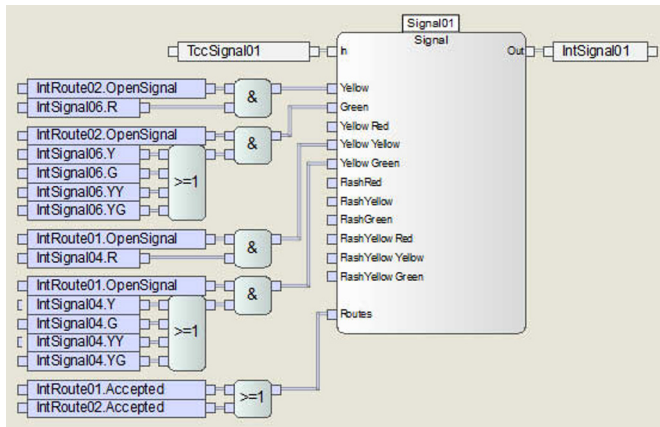 Signal01
Signal
TccSignal01
In
Out
IntSignal01
IntRoute02.OpenSignal
IntSignal06.R
&
Yellow
Green
IntRoute02.OpenSignal
IntSignal06.Y
IntSignal06.G
IntSignal06.YY
IntSignal06.YG
>=1
&
Yellow Red
Yellow Yellow
Yellow Green
FlashRed
FlashYellow
FlashGreen
IntRoute01.OpenSignal
IntSignal04.R
&
FlashYellow Red
FlashYellow Yellow
FlashYellow Green
IntRoute01.OpenSignal
IntSignal04.Y
IntSignal04.G
IntSignal04.YY
IntSignal04.YG
>=1
&
Routes
IntRoute01.Accepted
IntRoute02.Accepted
>=1